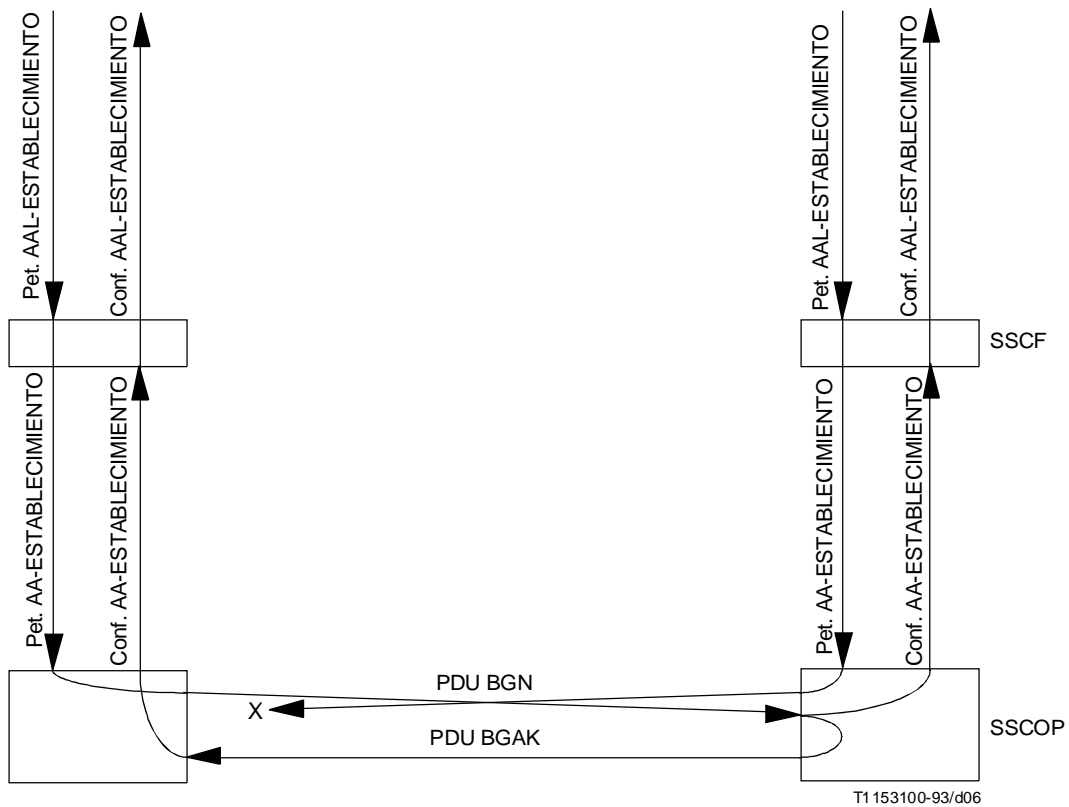 Pet. AAL-ESTABLECIMIENTO
Conf. AAL-ESTABLECIMIENTO
Pet. AAL-ESTABLECIMIENTO
Conf. AAL-ESTABLECIMIENTO
SSCF
Pet. AA-ESTABLECIMIENTO
Conf. AA-ESTABLECIMIENTO
Pet. AA-ESTABLECIMIENTO
Conf. AA-ESTABLECIMIENTO
PDU BGN
X
PDU BGAK
SSCOP
T1153100-93/d06